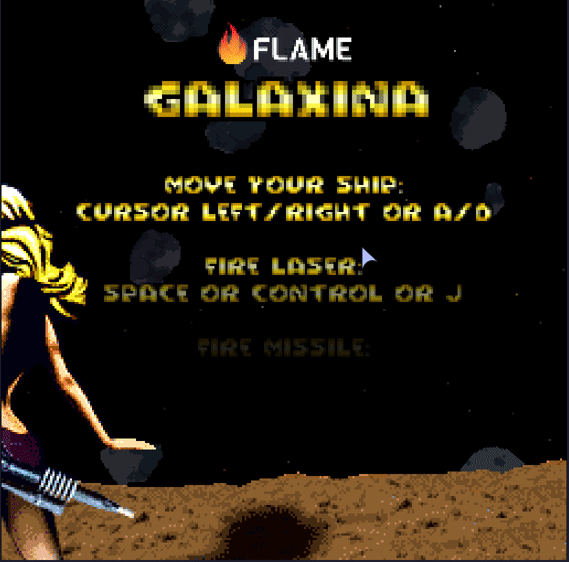 FLAME
GALAXINA
MOVE YOUR SHIP:
CURSOR LEFT/RIGHT OR A/D
FIRE LASER:
SPACE OR CONTROL OR J
FIRE MISSILE: